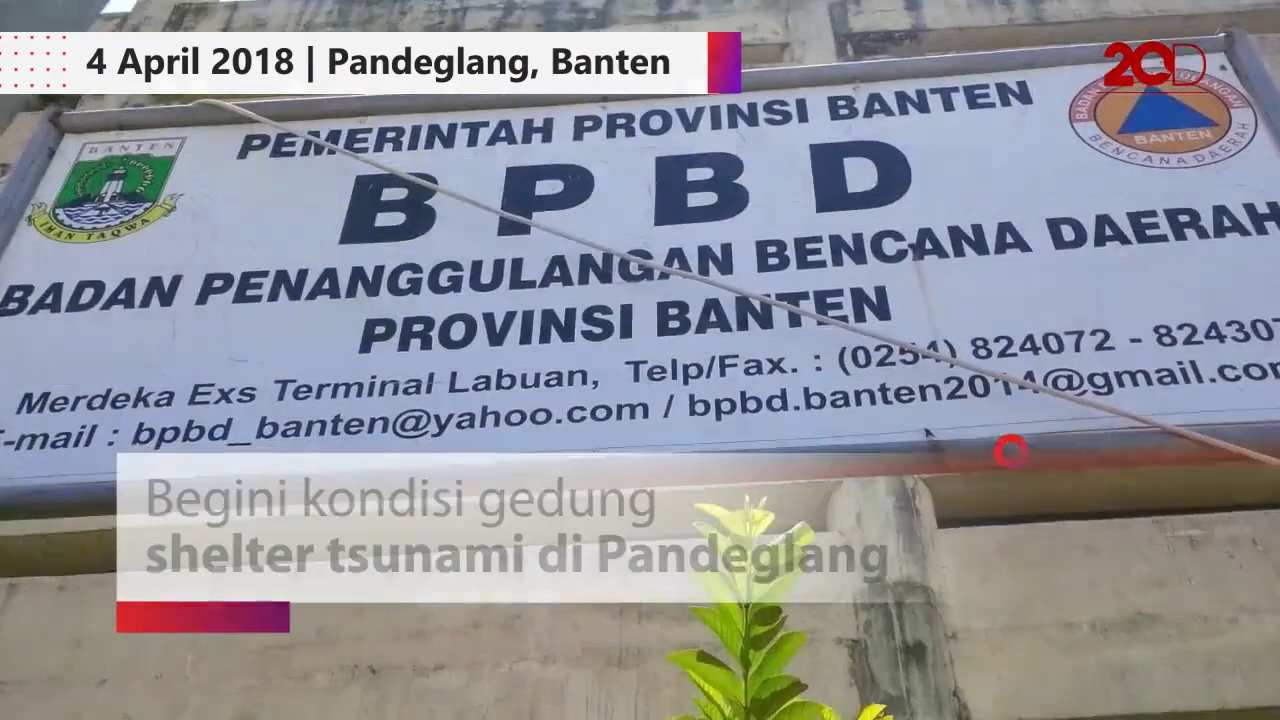 4 April 2018 | Pandeglang, Banten
20D
PEMERINTAH PROVINSI BANTEN
BPBD
BADAN PENANGGULANGAN BENCANA DAERAH
PROVINSI BANTEN
Merdeka Exs Terminal Labuan, Telp/Fax. : (0254) 824072 - 82430
E-mail : bpbd_banten@yahoo.com / bpbd.banten2014@gmail.com
BANTEN
IMAN TAQWA
BANTEN
BENCANA DAERAH
Begini kondisi gedung
shelter tsunami di Pandeglang